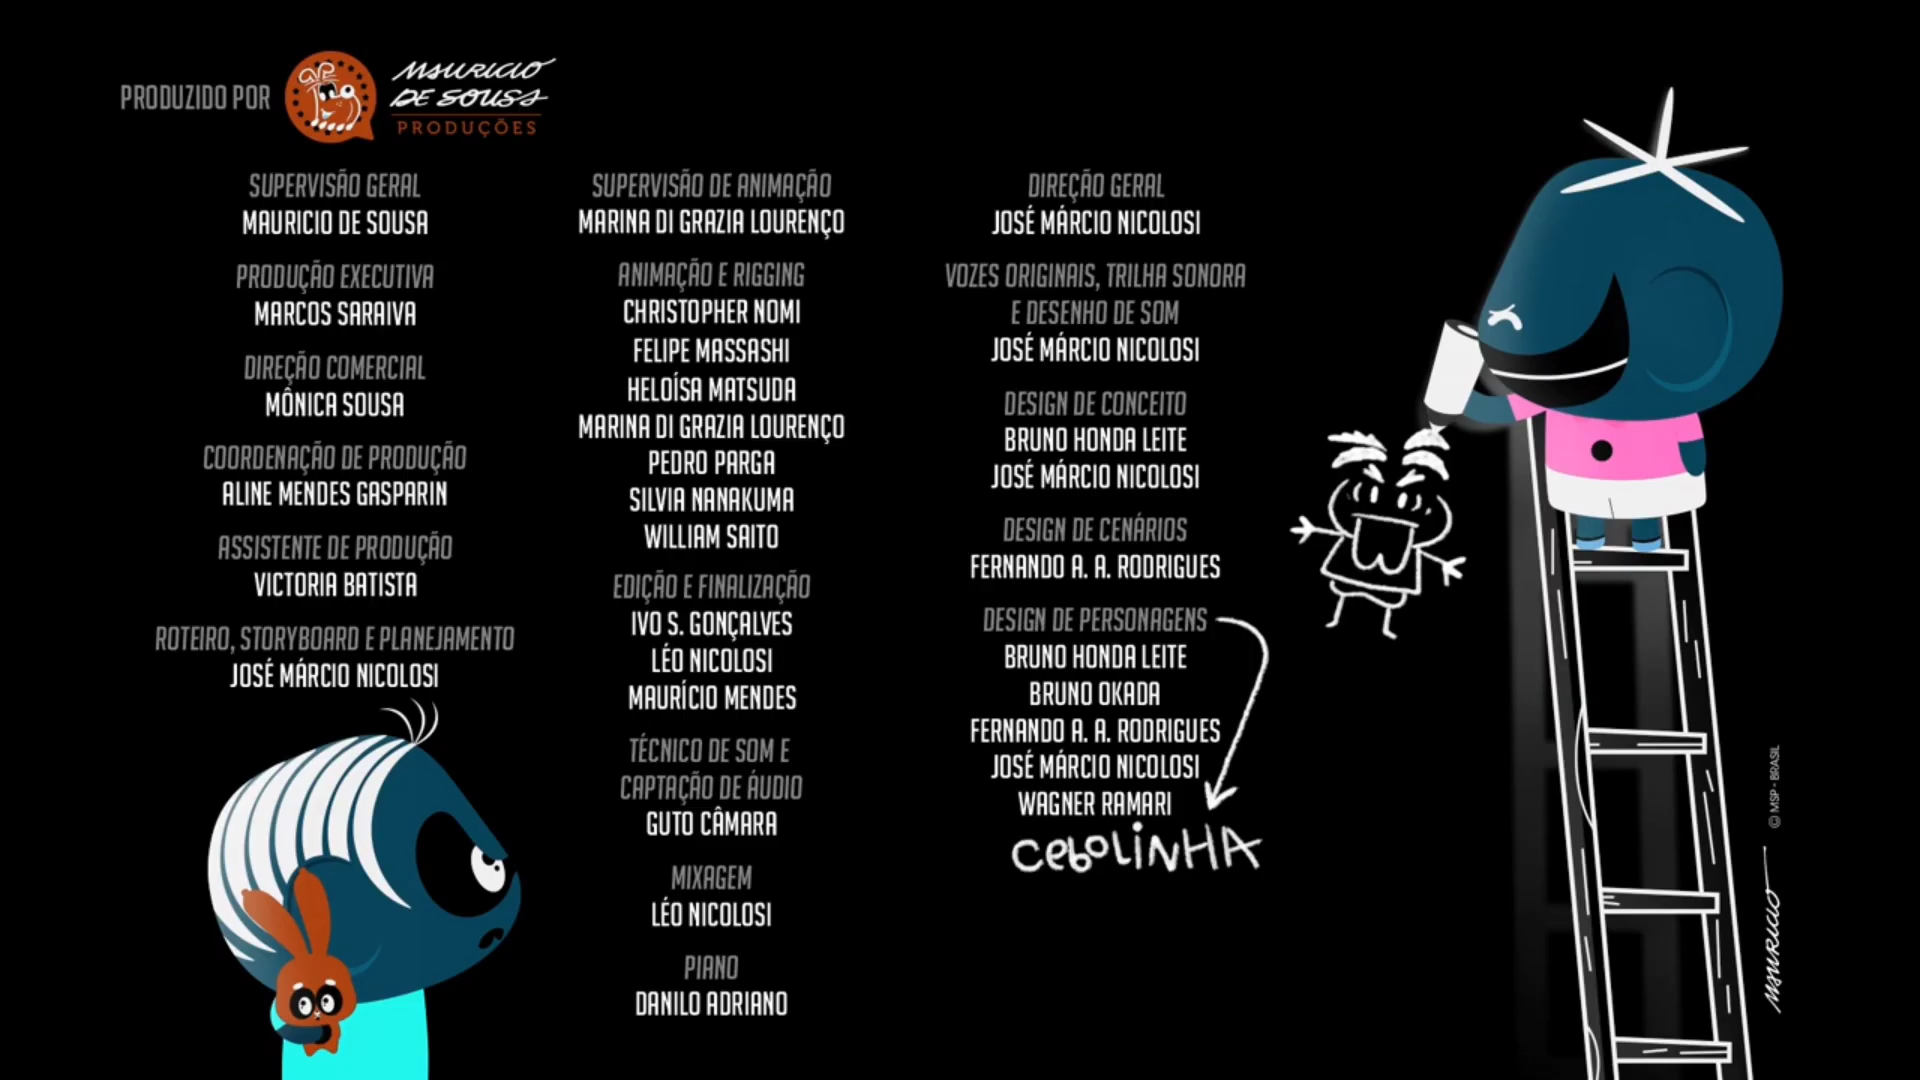 PRODUZIDO POR
MAURICIO
DE SOUSA
PRODUÇÕES
SUPERVISÃO GERAL
MAURICIO DE SOUSA
PRODUÇÃO EXECUTIVA
MARCOS SARAIVA
DIREÇÃO COMERCIAL
MÔNICA SOUSA
COORDENAÇÃO DE PRODUÇÃO
ALINE MENDES GASPARIN
ASSISTENTE DE PRODUÇÃO
VICTORIA BATISTA
ROTEIRO, STORYBOARD E PLANEJAMENTO
JOSÉ MÁRCIO NICOLOSI
SUPERVISÃO DE ANIMAÇÃO
MARINA DI GRAZIA LOURENÇO
ANIMAÇÃO E RIGGING
CHRISTOPHER NOMI
FELIPE MASSASHI
HELOÍSA MATSUDA
MARINA DI GRAZIA LOURENÇO
PEDRO PARGA
SILVIA NANAKUMA
WILLIAM SAITO
EDIÇÃO E FINALIZAÇÃO
IVO S. GONÇALVES
LÉO NICOLOSI
MAURÍCIO MENDES
TÉCNICO DE SOM E
CAPTAÇÃO DE ÁUDIO
GUTO CÂMARA
MIXAGEM
LÉO NICOLOSI
PIANO
DANILO ADRIANO
DIREÇÃO GERAL
JOSÉ MÁRCIO NICOLOSI
VOZES ORIGINAIS, TRILHA SONORA
E DESENHO DE SOM
JOSÉ MÁRCIO NICOLOSI
DESIGN DE CONCEITO
BRUNO HONDA LEITE
JOSÉ MÁRCIO NICOLOSI
DESIGN DE CENÁRIOS
FERNANDO A. A. RODRIGUES
DESIGN DE PERSONAGENS
BRUNO HONDA LEITE
BRUNO OKADA
FERNANDO A. A. RODRIGUES
JOSÉ MÁRCIO NICOLOSI
WAGNER RAMARI
CEBOLINHA
© MSP - BRASIL
MAURICIO